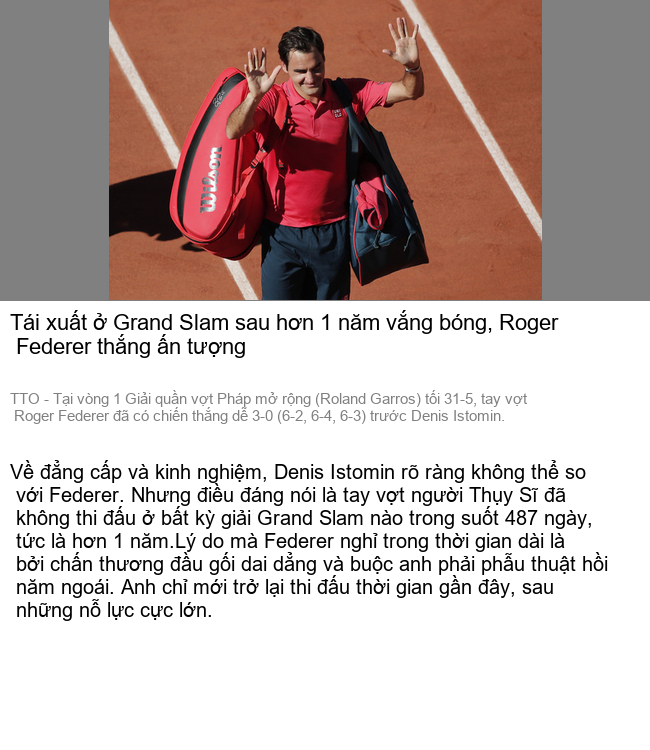 Wilson
Tái xuất ở Grand Slam sau hơn 1 năm vắng bóng, Roger
Federer thắng ấn tượng
TTO - Tại vòng 1 Giải quần vợt Pháp mở rộng (Roland Garros) tối 31-5, tay vợt
Roger Federer đã có chiến thắng dễ 3-0 (6-2, 6-4, 6-3) trước Denis Istomin.
Về đẳng cấp và kinh nghiệm, Denis Istomin rõ ràng không thể so
với Federer. Nhưng điều đáng nói là tay vợt người Thụy Sĩ đã
không thi đấu ở bất kỳ giải Grand Slam nào trong suốt 487 ngày,
tức là hơn 1 năm.Lý do mà Federer nghỉ trong thời gian dài là
bởi chấn thương đầu gối dai dẳng và buộc anh phải phẫu thuật hồi
năm ngoái. Anh chỉ mới trở lại thi đấu thời gian gần đây, sau
những nỗ lực cực lớn.